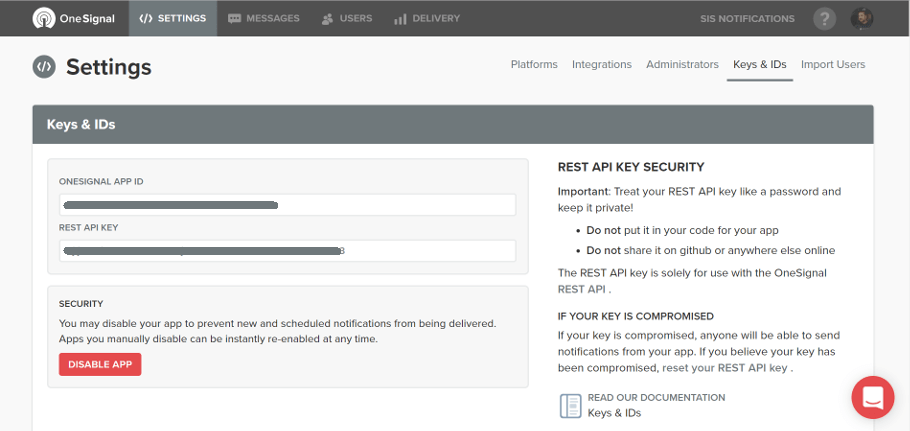 OneSignal
SETTINGS
MESSAGES
USERS
DELIVERY
SIS NOTIFICATIONS
?
Settings
Platforms
Integrations
Administrators
Keys & IDs
Import Users
Keys & IDs
ONESIGNAL APP ID
REST API KEY
SECURITY
You may disable your app to prevent new and scheduled notifications from being delivered.
Apps you manually disable can be instantly re-enabled at any time.
DISABLE APP
REST API KEY SECURITY
Important: Treat your REST API key like a password and
keep it private!
• Do not put it in your code for your app
• Do not share it on github or anywhere else online
The REST API key is solely for use with the OneSignal
REST API .
IF YOUR KEY IS COMPROMISED
If your key is compromised, anyone will be able to send
notifications from your app. If you believe your key has
been compromised, reset your REST API key .
READ OUR DOCUMENTATION
Keys & IDs